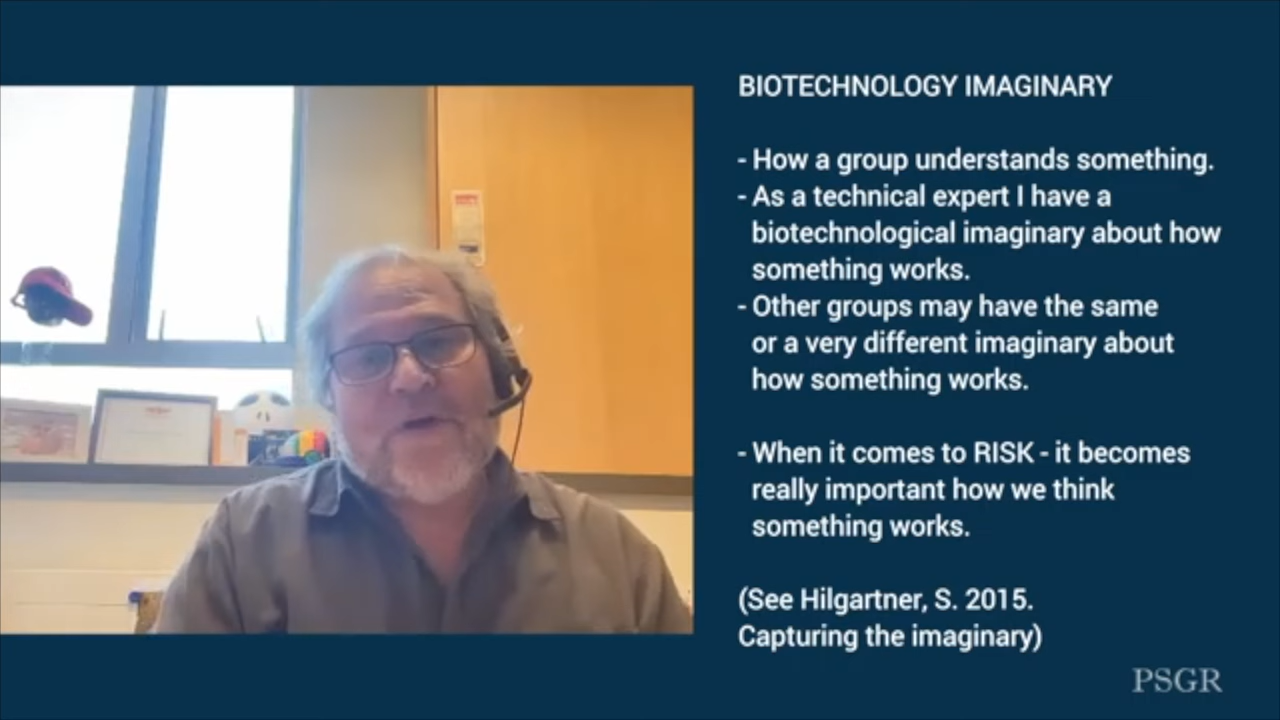 BIOTECHNOLOGY IMAGINARY
- How a group understands something.
- As a technical expert I have a
biotechnological imaginary about how
something works.
- Other groups may have the same
or a very different imaginary about
how something works.
- When it comes to RISK - it becomes
really important how we think
something works.
(See Hilgartner, S. 2015.
Capturing the imaginary)
PSGR